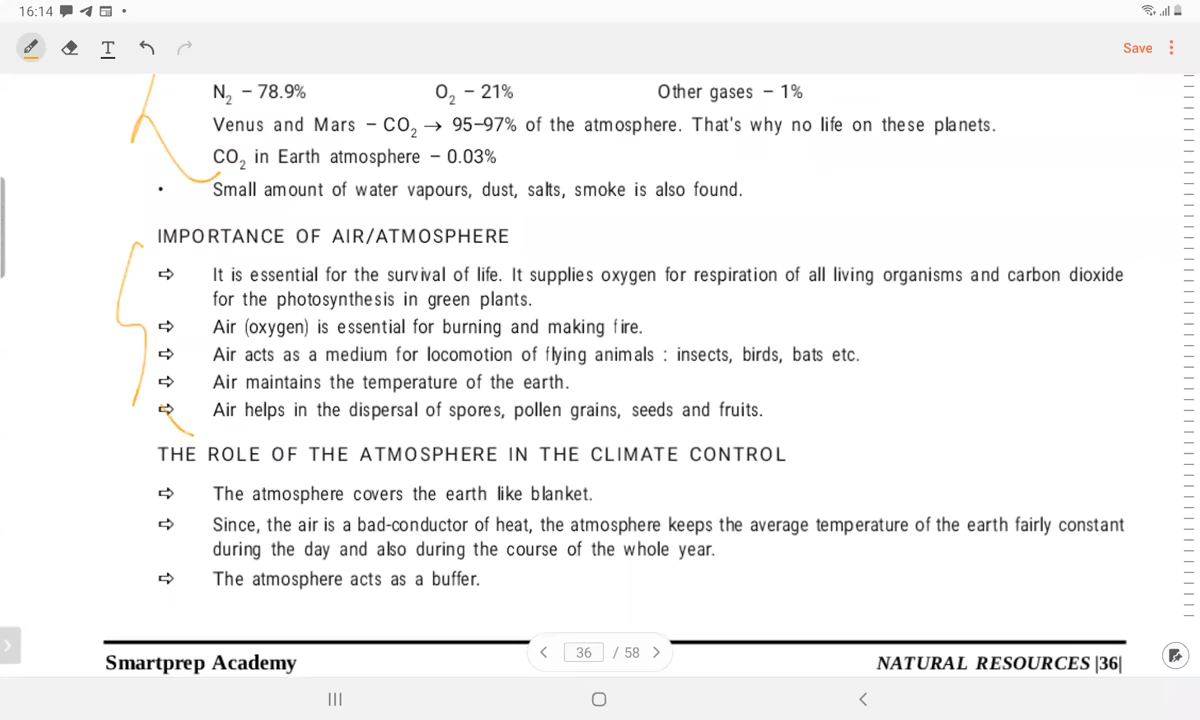 16:14
T
Save
N₂ – 78.9% O₂ – 21% Other gases – 1%
Venus and Mars – CO₂ → 95–97% of the atmosphere. That's why no life on these planets.
CO₂ in Earth atmosphere – 0.03%
• Small amount of water vapours, dust, salts, smoke is also found.
IMPORTANCE OF AIR/ATMOSPHERE
⇨ It is essential for the survival of life. It supplies oxygen for respiration of all living organisms and carbon dioxide
for the photosynthesis in green plants.
⇨ Air (oxygen) is essential for burning and making fire.
⇨ Air acts as a medium for locomotion of flying animals : insects, birds, bats etc.
⇨ Air maintains the temperature of the earth.
⇨ Air helps in the dispersal of spores, pollen grains, seeds and fruits.
THE ROLE OF THE ATMOSPHERE IN THE CLIMATE CONTROL
⇨ The atmosphere covers the earth like blanket.
⇨ Since, the air is a bad-conductor of heat, the atmosphere keeps the average temperature of the earth fairly constant
during the day and also during the course of the whole year.
⇨ The atmosphere acts as a buffer.
36 / 58
Smartprep Academy NATURAL RESOURCES |36|